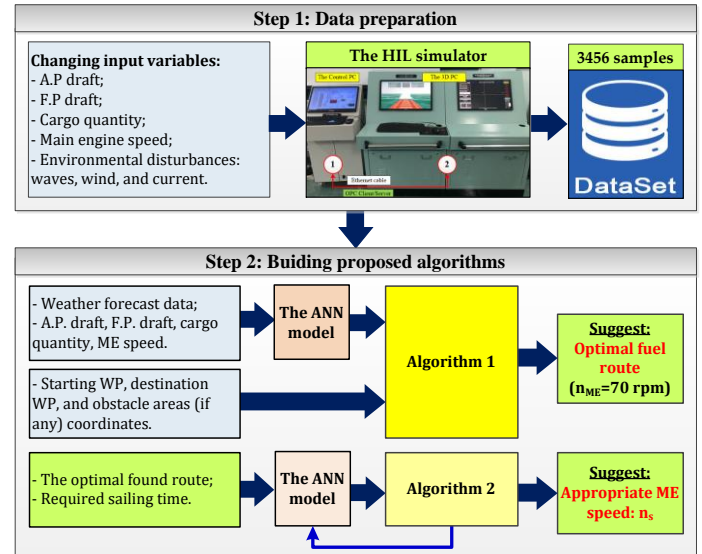 Step 1: Data preparation
Changing input variables:
- A.P draft;
- F.P draft;
- Cargo quantity;
- Main engine speed;
- Environmental disturbances:
waves, wind, and current.
The HIL simulator
The Control PC
The 3D PC
1
2
Ethernet cable
OPC Client/Server
3456 samples
DataSet
Step 2: Buiding proposed algorithms
- Weather forecast data;
- A.P. draft, F.P. draft, cargo
quantity, ME speed.
The ANN
model
- Starting WP, destination
WP, and obstacle areas (if
any) coordinates.
Algorithm 1
Suggest:
Optimal fuel
route
(nME=70 rpm)
- The optimal found route;
- Required sailing time.
The ANN
model
Algorithm 2
Suggest:
Appropriate ME
speed: ns